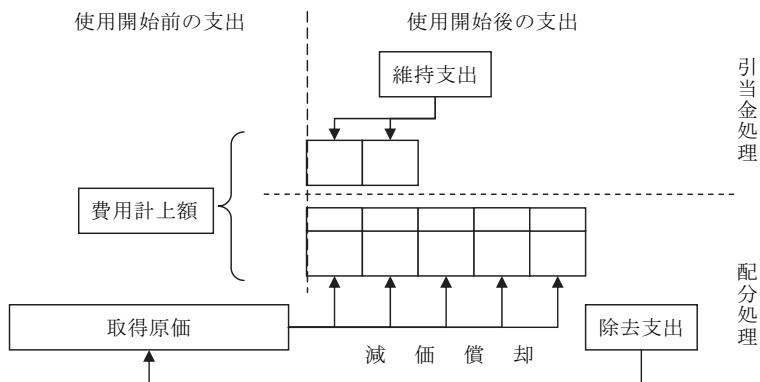 使用開始前の支出
使用開始後の支出
維持支出
引当金処理
費用計上額
配分処理
取得原価
除去支出
減価償却